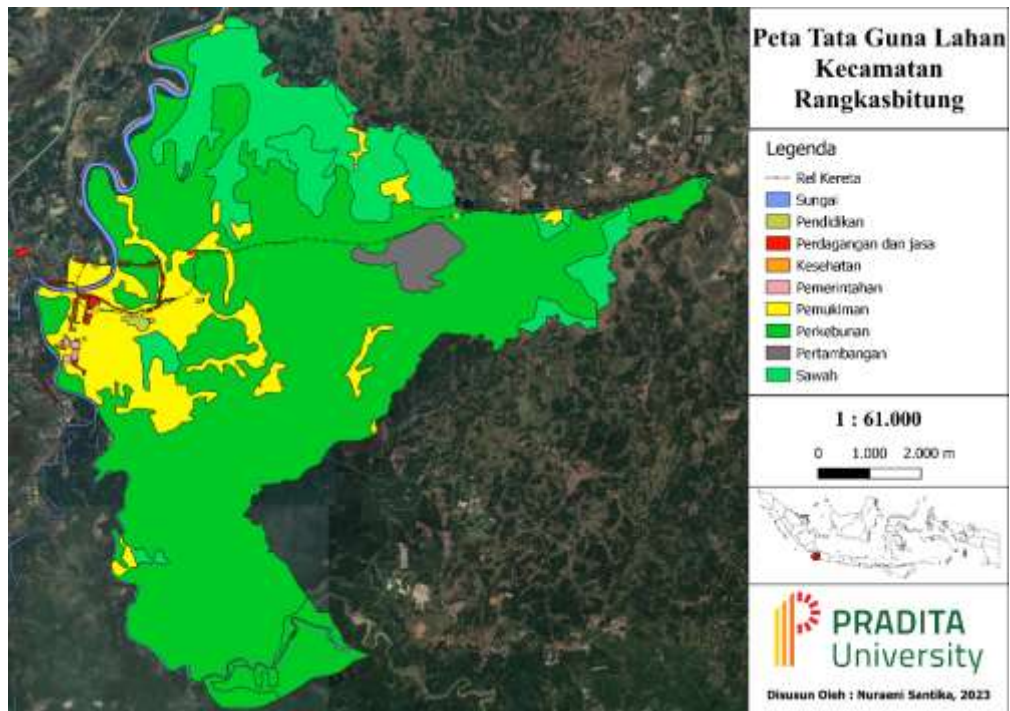 Peta Tata Guna Lahan
Kecamatan
Rangkasbitung
Legenda
Rel Kereta
Sungai
Pendidikan
Perdagangan dan jasa
Kesehatan
Pemerintahan
Pemukiman
Perkebunan
Pertambangan
Sawah
1 : 61.000
0 1.000 2.000 m
PRADITA
University
Disusun Oleh : Nuraeni Santika, 2023